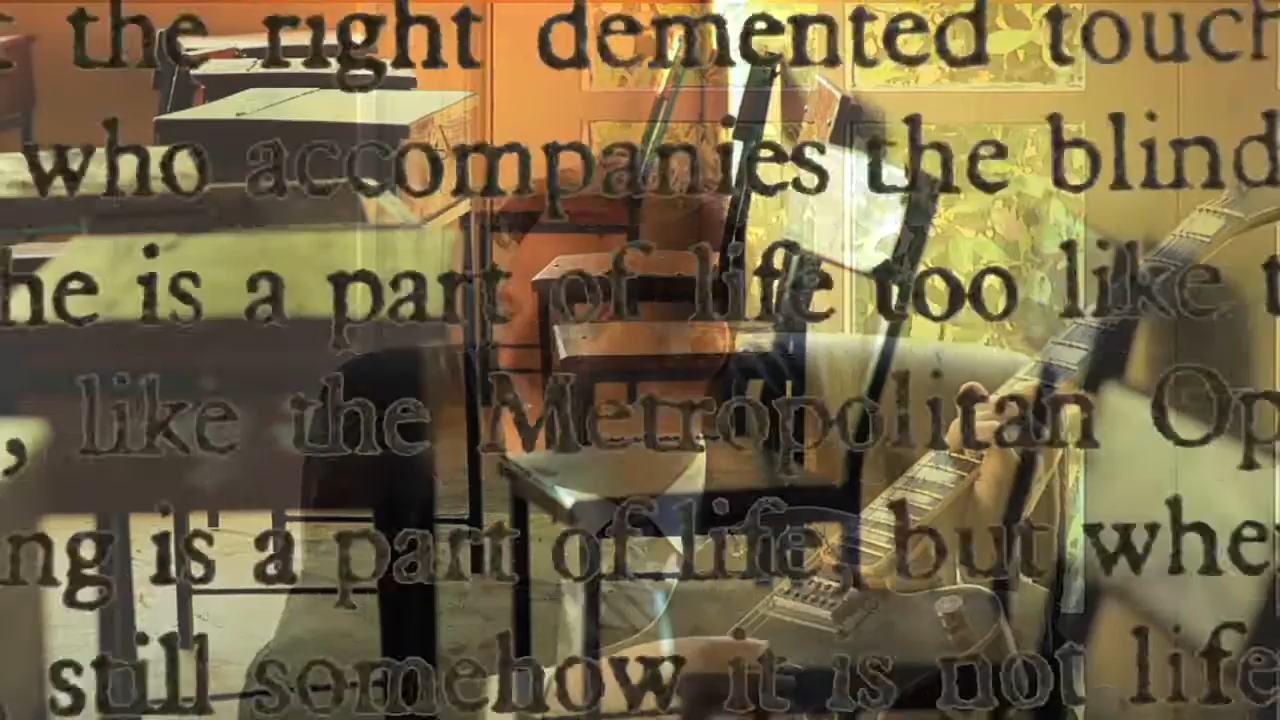 the right demented touch
who accompanies the blind
he is a part of life too like
, like the Metropolitan Op
ng is a part of life, but whe
still somehow it is not life